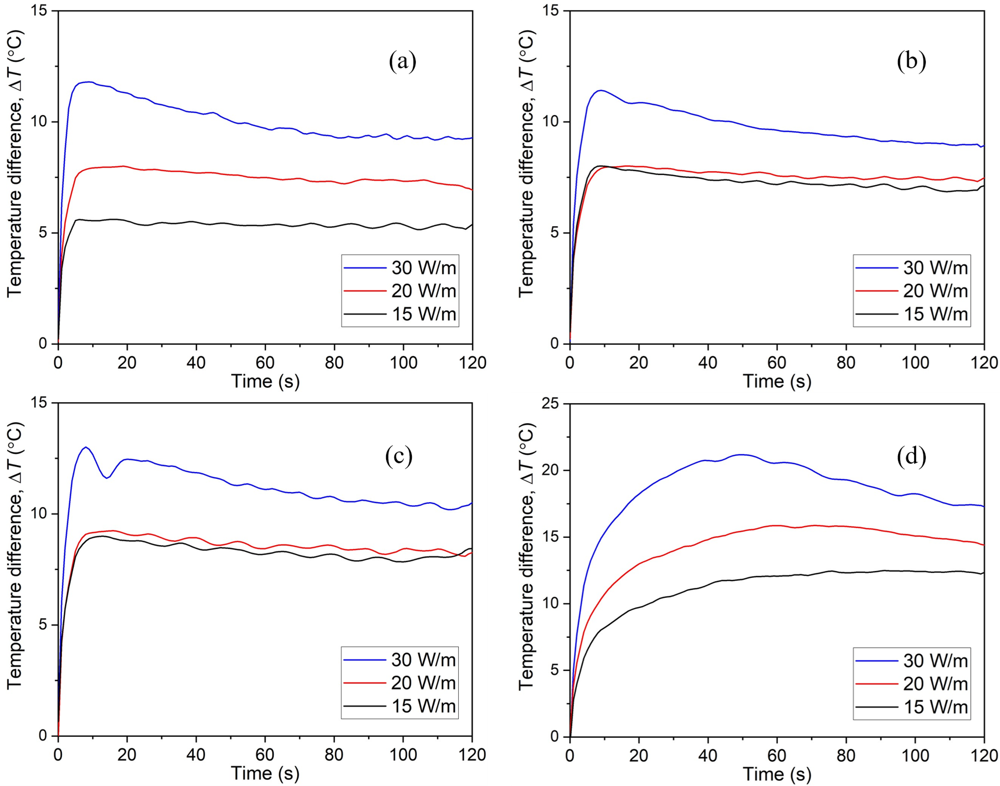 15
10
5
0
Temperature difference, ΔT (°C)
(a)
30 W/m
20 W/m
15 W/m
0 20 40 60 80 100 120
Time (s)
15
10
5
0
Temperature difference, ΔT (°C)
(b)
30 W/m
20 W/m
15 W/m
0 20 40 60 80 100 120
Time (s)
15
10
5
0
Temperature difference, ΔT (°C)
(c)
30 W/m
20 W/m
15 W/m
0 20 40 60 80 100 120
Time (s)
25
20
15
10
5
0
Temperature difference, ΔT (°C)
(d)
30 W/m
20 W/m
15 W/m
0 20 40 60 80 100 120
Time (s)